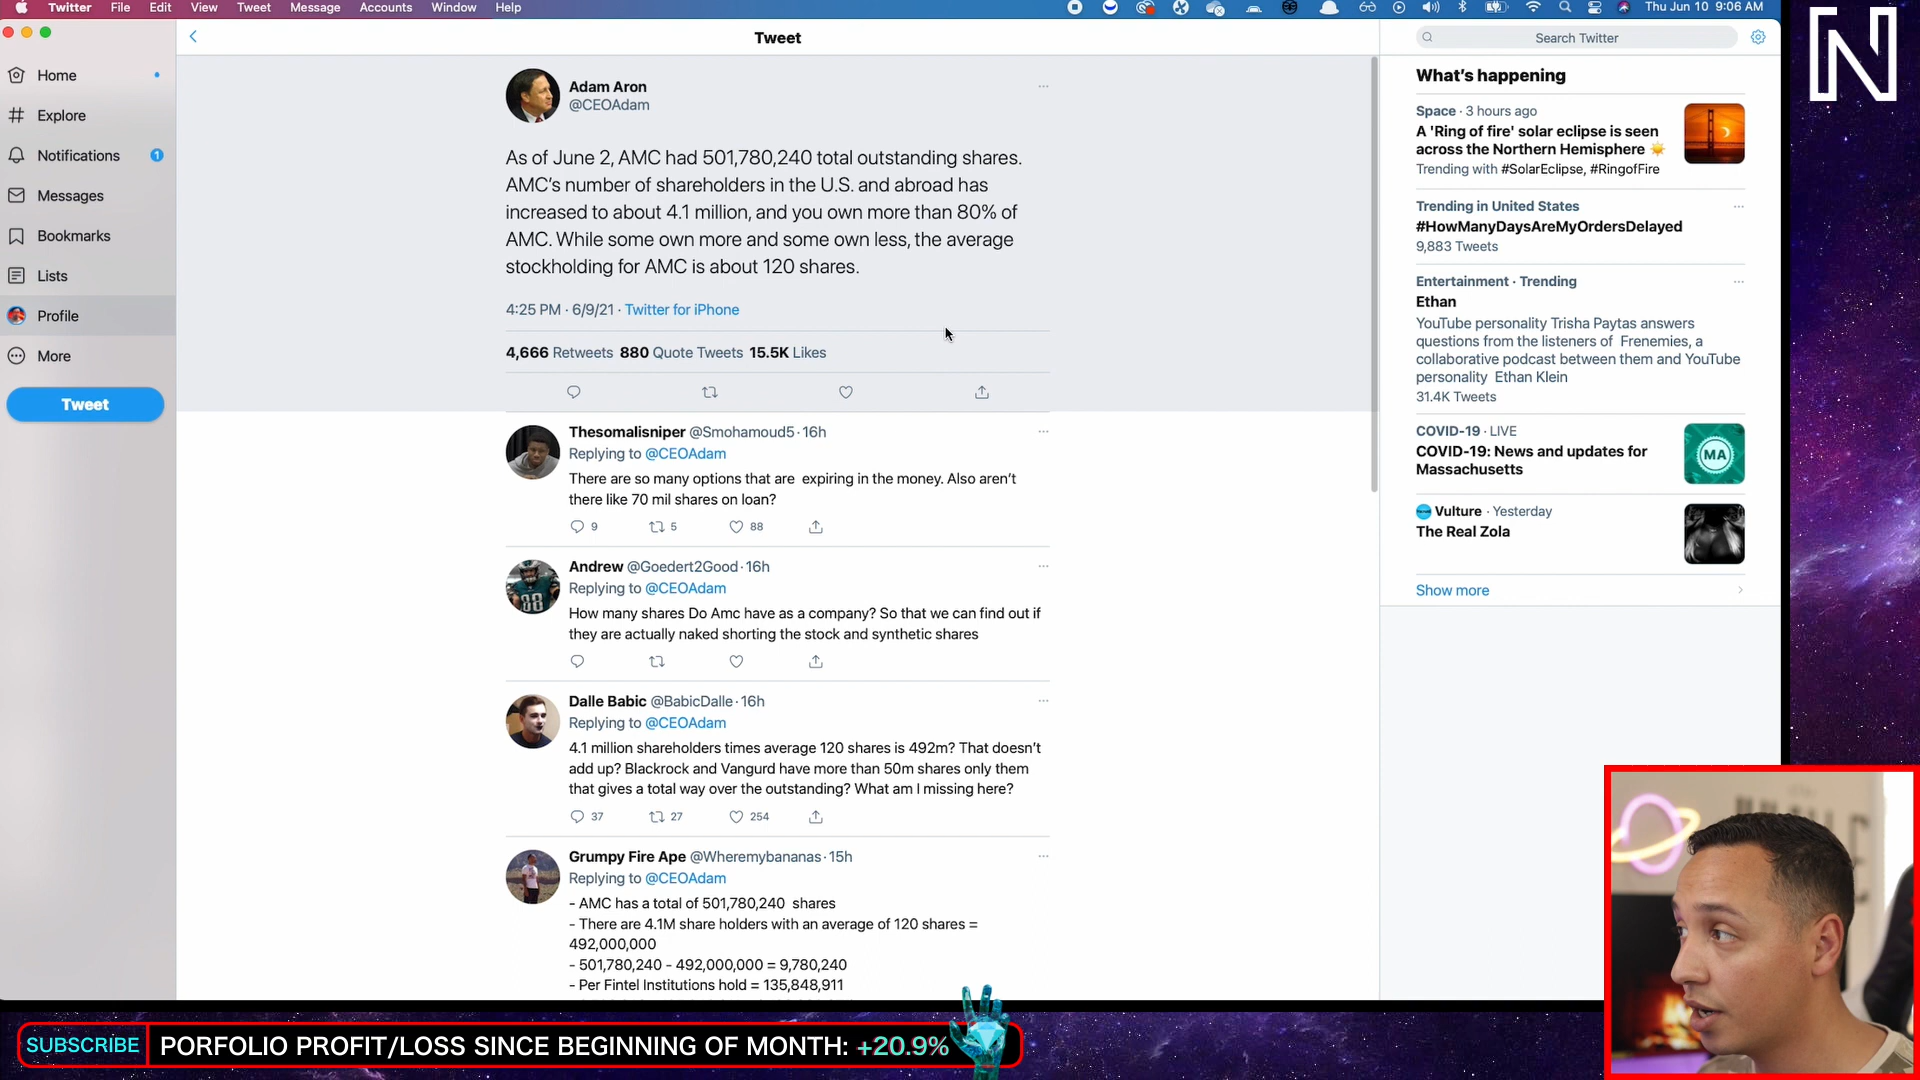 Twitter File Edit View Tweet Message Accounts Window Help Thu Jun 10 9:06 AM
Tweet
Search Twitter
Home
Explore
Notifications 1
Messages
Bookmarks
Lists
Profile
More
Tweet
Adam Aron
@CEOAdam
As of June 2, AMC had 501,780,240 total outstanding shares.
AMC's number of shareholders in the U.S. and abroad has
increased to about 4.1 million, and you own more than 80% of
AMC. While some own more and some own less, the average
stockholding for AMC is about 120 shares.
4:25 PM · 6/9/21 · Twitter for iPhone
4,666 Retweets 880 Quote Tweets 15.5K Likes
Thesomalisniper @Smohamoud5 · 16h
Replying to @CEOAdam
There are so many options that are expiring in the money. Also aren't
there like 70 mil shares on loan?
9 5 88
Andrew @Goedert2Good · 16h
Replying to @CEOAdam
How many shares Do Amc have as a company? So that we can find out if
they are actually naked shorting the stock and synthetic shares
Dalle Babic @BabicDalle · 16h
Replying to @CEOAdam
4.1 million shareholders times average 120 shares is 492m? That doesn't
add up? Blackrock and Vangurd have more than 50m shares only them
that gives a total way over the outstanding? What am I missing here?
37 27 254
Grumpy Fire Ape @Wheremybananas · 15h
Replying to @CEOAdam
- AMC has a total of 501,780,240 shares
- There are 4.1M share holders with an average of 120 shares =
492,000,000
- 501,780,240 - 492,000,000 = 9,780,240
- Per Fintel Institutions hold = 135,848,911
What's happening
Space · 3 hours ago
A 'Ring of fire' solar eclipse is seen
across the Northern Hemisphere ☀️
Trending with #SolarEclipse, #RingofFire
Trending in United States
#HowManyDaysAreMyOrdersDelayed
9,883 Tweets
Entertainment · Trending
Ethan
YouTube personality Trisha Paytas answers
questions from the listeners of Frenemies, a
collaborative podcast between them and YouTube
personality Ethan Klein
31.4K Tweets
COVID-19 · LIVE
COVID-19: News and updates for
Massachusetts
MA
Vulture · Yesterday
The Real Zola
Show more
N
SUBSCRIBE PORFOLIO PROFIT/LOSS SINCE BEGINNING OF MONTH: +20.9%